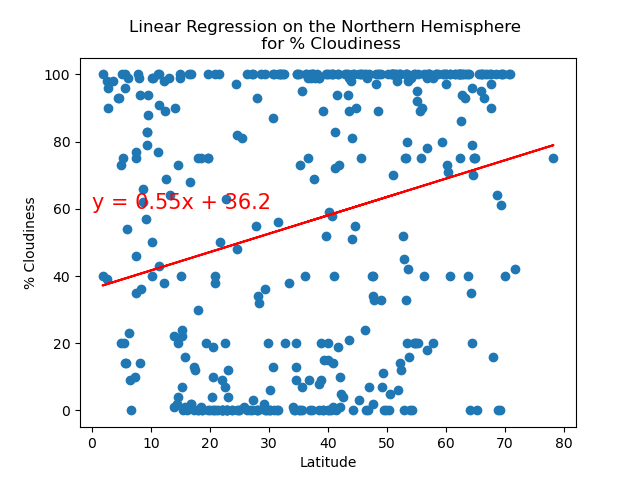 Linear Regression on the Northern Hemisphere
for % Cloudiness
100
80
60
40
20
0
% Cloudiness
y = 0.55x + 36.2
0 10 20 30 40 50 60 70 80
Latitude